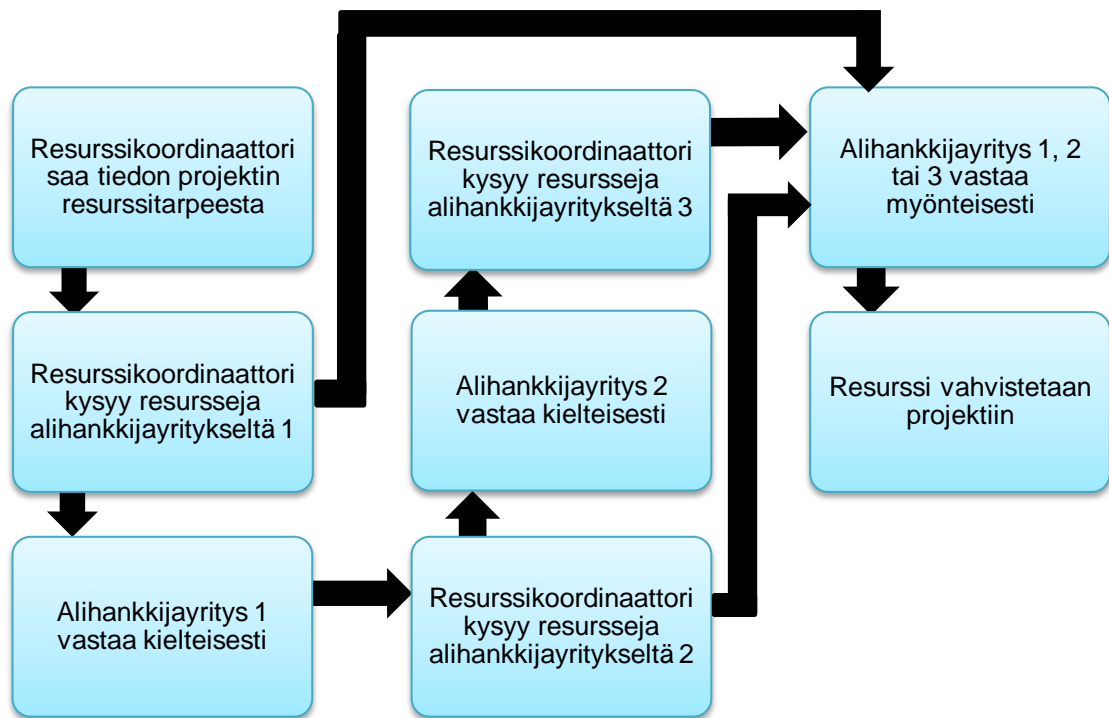 Resurssikoordinaattori
saa tiedon projektin
resurssitarpeesta
Resurssikoordinaattori
kysyy resursseja
alihankkijayritykseltä 1
Alihankkijayritys 1
vastaa kielteisesti
Resurssikoordinaattori
kysyy resursseja
alihankkijayritykseltä 2
Alihankkijayritys 2
vastaa kielteisesti
Resurssikoordinaattori
kysyy resursseja
alihankkijayritykseltä 3
Alihankkijayritys 1, 2
tai 3 vastaa
myönteisesti
Resurssi vahvistetaan
projektiin